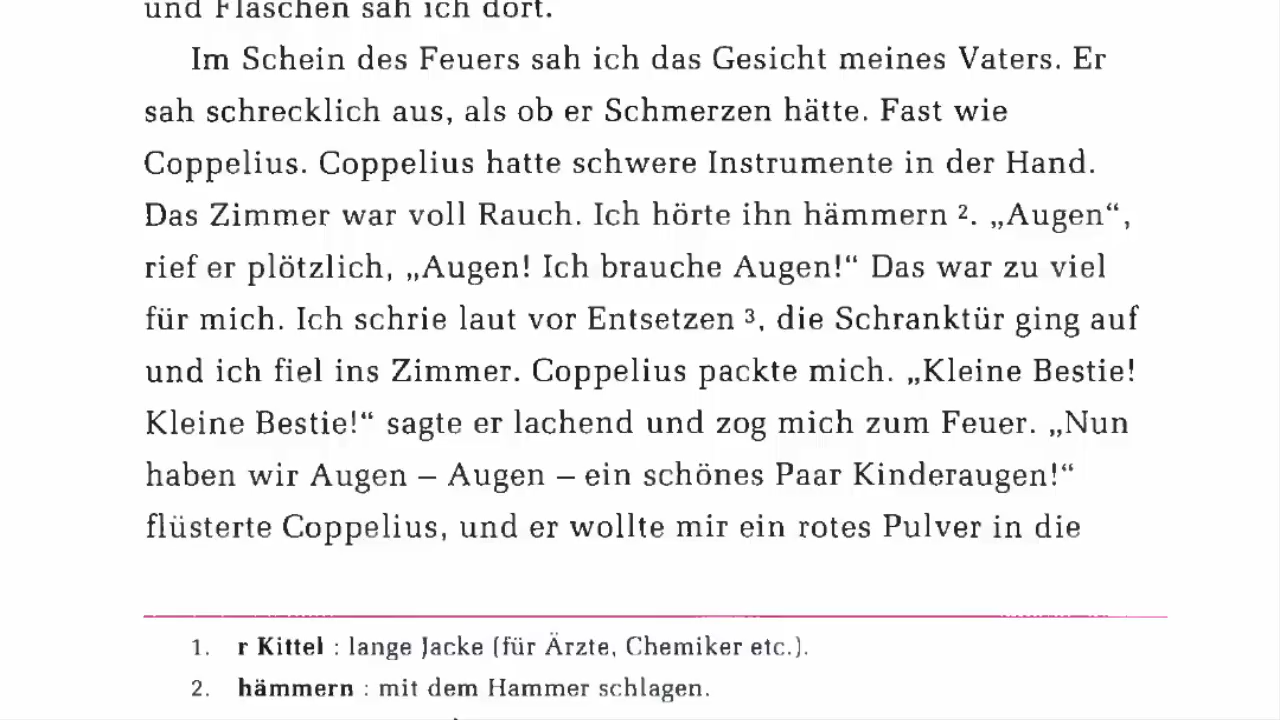 und Flaschen sah ich dort.
Im Schein des Feuers sah ich das Gesicht meines Vaters. Er
sah schrecklich aus, als ob er Schmerzen hätte. Fast wie
Coppelius. Coppelius hatte schwere Instrumente in der Hand.
Das Zimmer war voll Rauch. Ich hörte ihn hämmern ². „Augen“,
rief er plötzlich, „Augen! Ich brauche Augen!“ Das war zu viel
für mich. Ich schrie laut vor Entsetzen ³, die Schranktür ging auf
und ich fiel ins Zimmer. Coppelius packte mich. „Kleine Bestie!
Kleine Bestie!“ sagte er lachend und zog mich zum Feuer. „Nun
haben wir Augen – Augen – ein schönes Paar Kinderaugen!“
flüsterte Coppelius, und er wollte mir ein rotes Pulver in die
1. r Kittel : lange Jacke (für Ärzte, Chemiker etc.).
2. hämmern : mit dem Hammer schlagen.